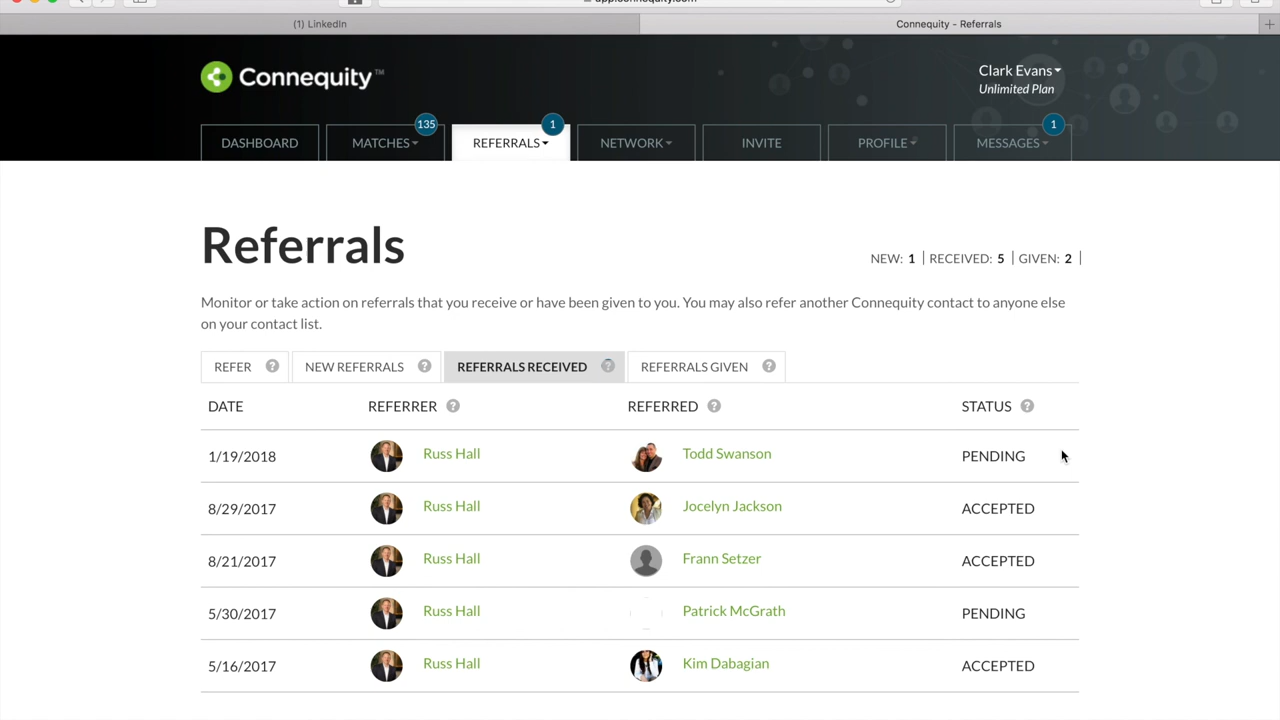 (1) LinkedIn
Connequity - Referrals
Connequity™
Clark Evans
Unlimited Plan
DASHBOARD
MATCHES 135
REFERRALS 1
NETWORK
INVITE
PROFILE
MESSAGES 1
Referrals
NEW: 1 | RECEIVED: 5 | GIVEN: 2 |
Monitor or take action on referrals that you receive or have been given to you. You may also refer another Connequity contact to anyone else
on your contact list.
REFER ? NEW REFERRALS ? REFERRALS RECEIVED ? REFERRALS GIVEN ?
DATE REFERRER ? REFERRED ? STATUS ?
1/19/2018 Russ Hall Todd Swanson PENDING
8/29/2017 Russ Hall Jocelyn Jackson ACCEPTED
8/21/2017 Russ Hall Frann Setzer ACCEPTED
5/30/2017 Russ Hall Patrick McGrath PENDING
5/16/2017 Russ Hall Kim Dabagian ACCEPTED